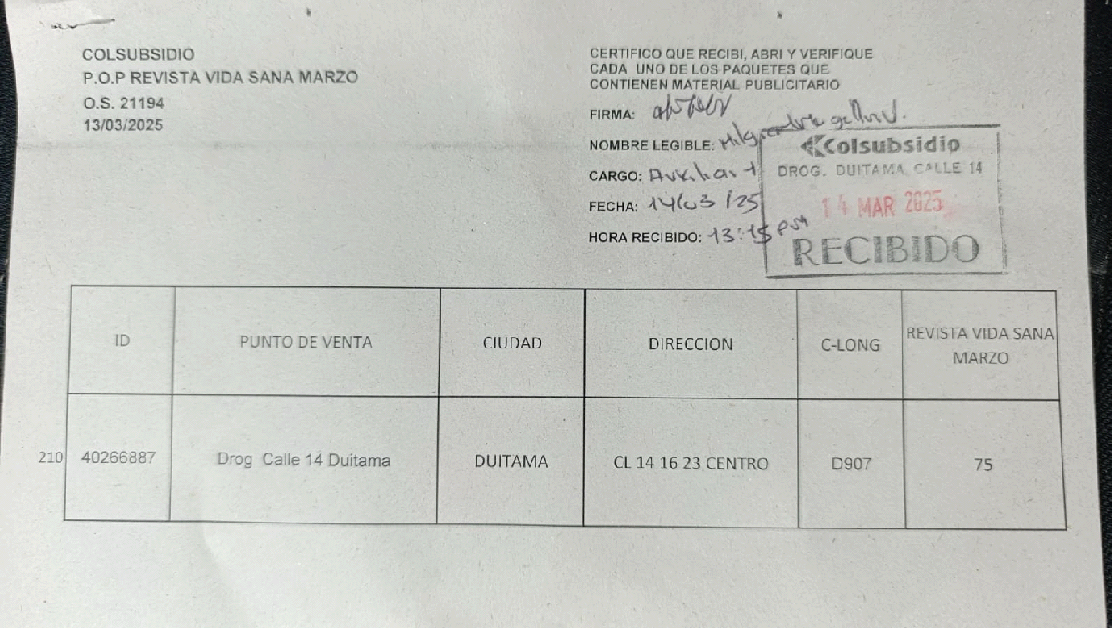 COLSUBSIDIO
P.O.P REVISTA VIDA SANA MARZO
O.S. 21194
13/03/2025
CERTIFICO QUE RECIBI, ABRI Y VERIFIQUE
CADA UNO DE LOS PAQUETES QUE
CONTIENEN MATERIAL PUBLICITARIO
FIRMA:
NOMBRE LEGIBLE:
CARGO:
FECHA: 14/03/25
HORA RECIBIDO: 13:15
Colsubsidio
DROG. DUITAMA CALLE 14
14 MAR 2025
RECIBIDO
ID PUNTO DE VENTA CIUDAD DIRECCION C-LONG REVISTA VIDA SANA
MARZO
210 40266887 Drog Calle 14 Duitama DUITAMA CL 14 16 23 CENTRO D907 75